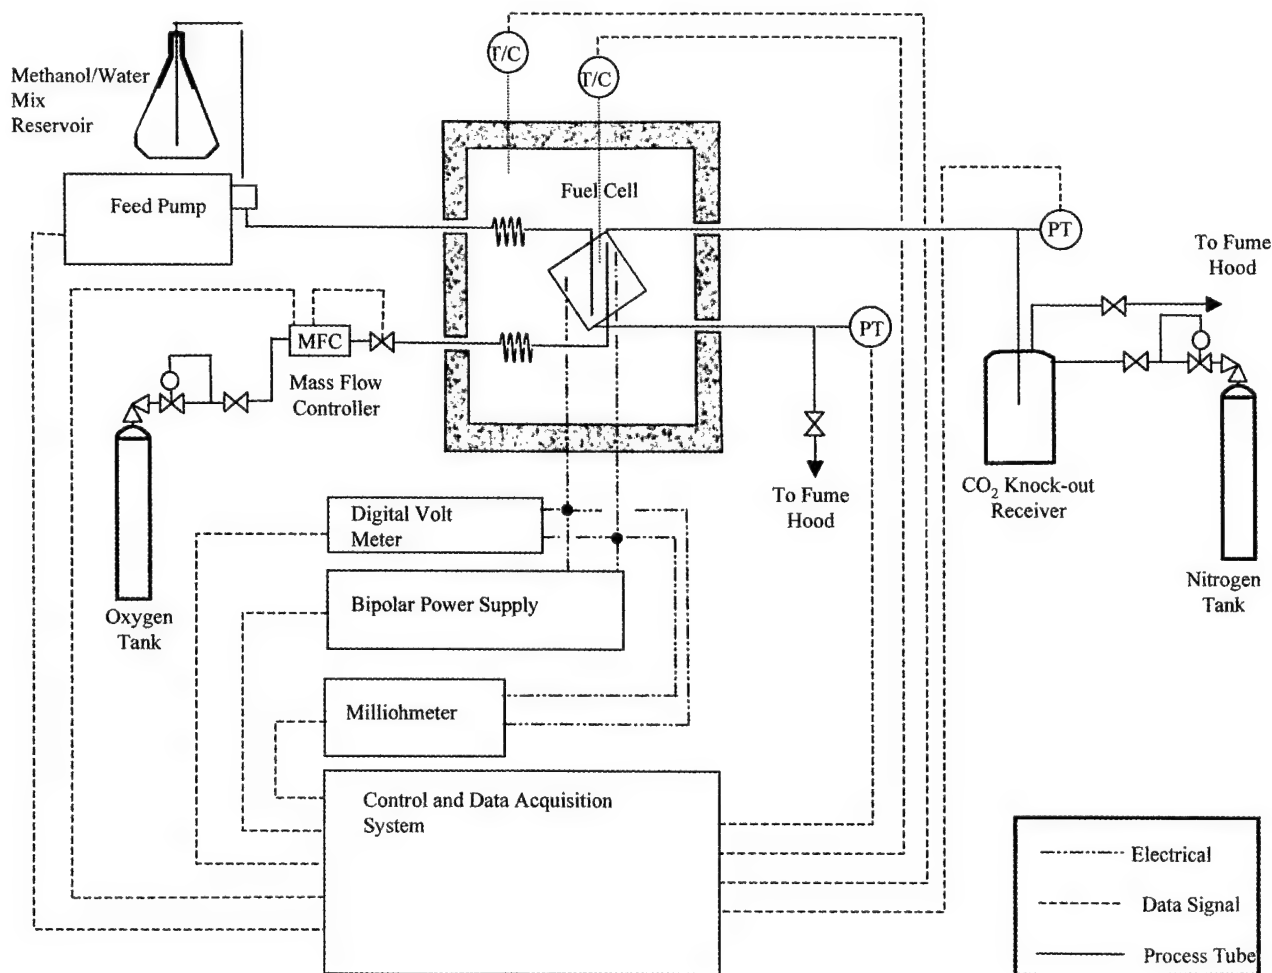 T/C
T/C
Methanol/Water
Mix
Reservoir
Feed Pump
Fuel Cell
PT
To Fume
Hood
MFC
Mass Flow
Controller
PT
To Fume
Hood
CO₂ Knock-out
Receiver
Oxygen
Tank
Nitrogen
Tank
Digital Volt
Meter
Bipolar Power Supply
Milliohmeter
Control and Data Acquisition
System
Electrical
Data Signal
Process Tube